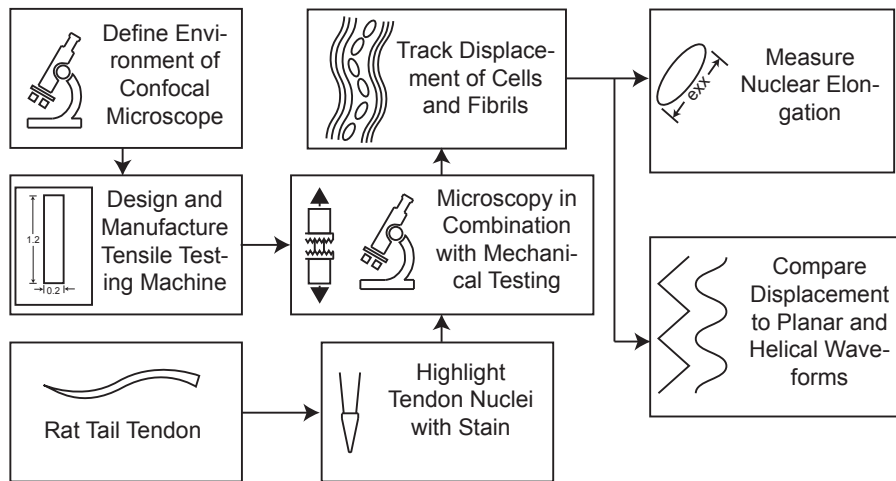 Define Envi-
ronment of
Confocal
Microscope
Track Displace-
ment of Cells
and Fibrils
exx
Measure
Nuclear Elon-
gation
1.2
0.2
Design and
Manufacture
Tensile Test-
ing Machine
Microscopy in
Combination
with Mechani-
cal Testing
Compare
Displacement
to Planar and
Helical Wave-
forms
Rat Tail Tendon
Highlight
Tendon Nuclei
with Stain